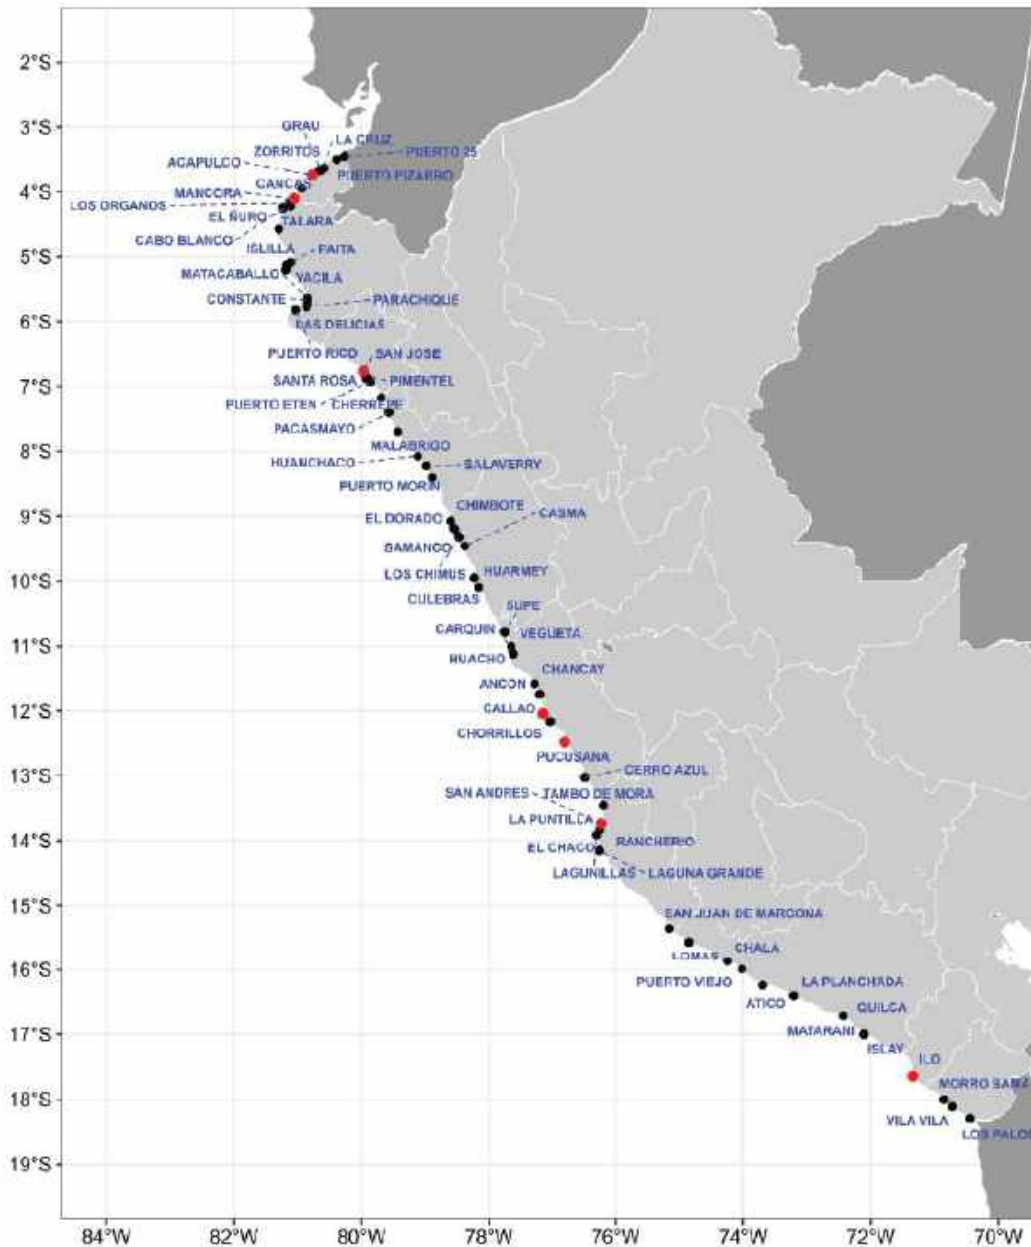 2°S
3°S
GRAU
LA CRUZ
ZORRITOS
PUERTO 25
ACAPULCO
PUERTO PIZARRO
CANCAS
4°S
MANCORA
LOS ORGANOS
EL ÑURO
TALARA
CABO BLANCO
ISLILLA
PAITA
5°S
MATACABALLO
YACILA
CONSTANTE
PARACHIQUE
6°S
LAS DELICIAS
PUERTO RICO
SAN JOSE
SANTA ROSA
PIMENTEL
7°S
PUERTO ETEN
CHERREPE
PACASMAYO
MALABRIGO
8°S
HUANCHACO
SALAVERRY
PUERTO MORIN
CHIMBOTE
9°S
EL DORADO
CASMA
SAMANCO
LOS CHIMUS
HUARMEY
10°S
CULEBRAS
SUPE
CARQUIN
VEGUETA
11°S
HUACHO
CHANCAY
ANCON
12°S
CALLAO
CHORRILLOS
PUCUSANA
CERRO AZUL
13°S
SAN ANDRES
TAMBO DE MORA
LA PUNTILLA
14°S
EL CHACO
RANCHERIO
LAGUNILLAS
LAGUNA GRANDE
15°S
SAN JUAN DE MARCONA
LOMAS
CHALA
16°S
PUERTO VIEJO
LA PLANCHADA
ATICO
QUILCA
17°S
MATARANI
ISLAY
ILO
MORRO SAMA
18°S
VILA VILA
LOS PALOS
19°S
84°W
82°W
80°W
78°W
76°W
74°W
72°W
70°W